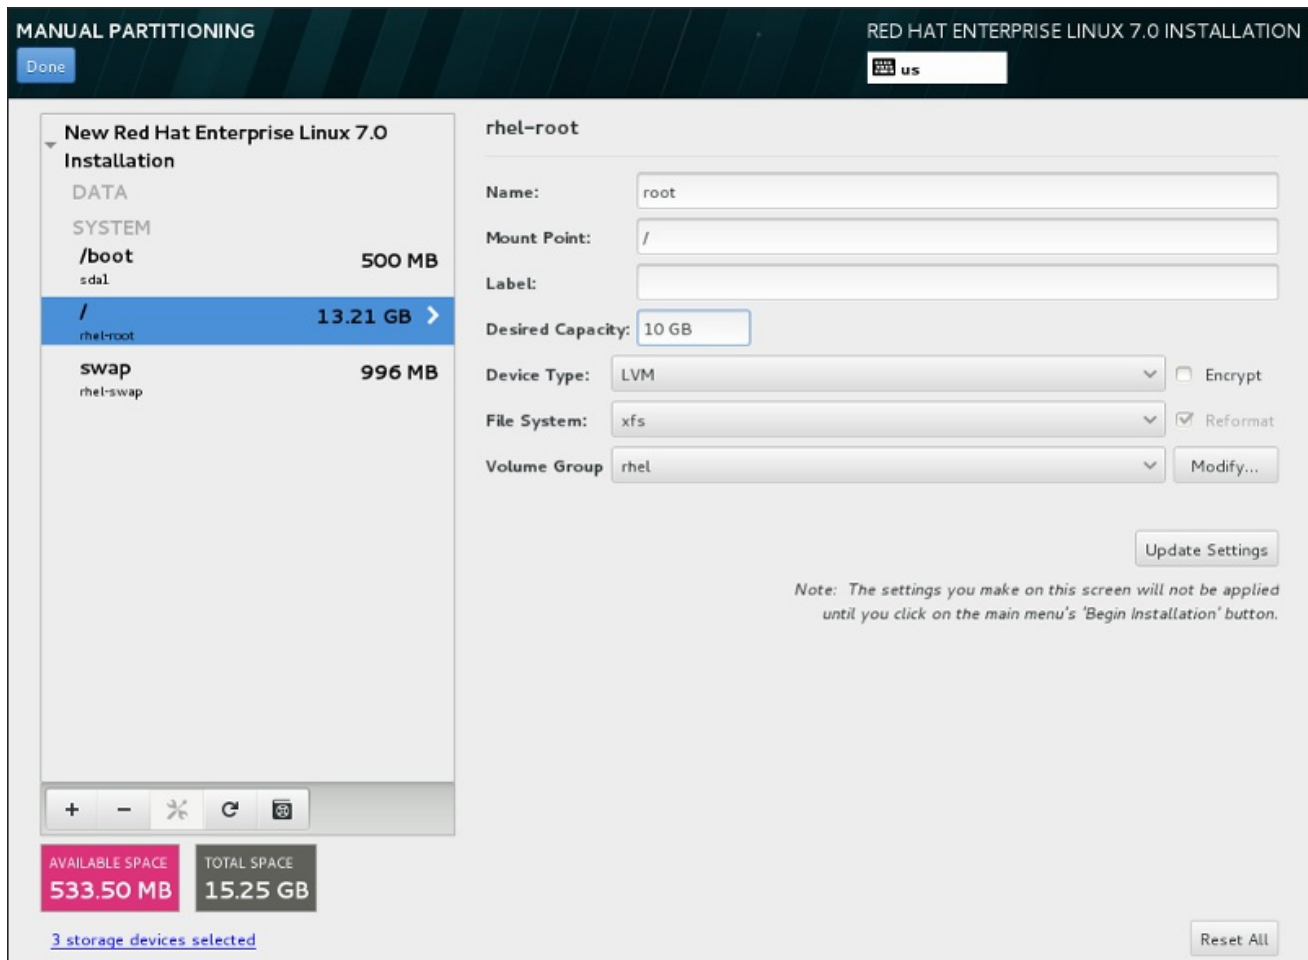 MANUAL PARTITIONING
RED HAT ENTERPRISE LINUX 7.0 INSTALLATION
Done
us
New Red Hat Enterprise Linux 7.0
Installation
DATA
SYSTEM
/boot
500 MB
sda1
/
13.21 GB
rhel-root
swap
996 MB
rhel-swap
+ -
AVAILABLE SPACE
533.50 MB
TOTAL SPACE
15.25 GB
3 storage devices selected
rhel-root
Name: root
Mount Point: /
Label:
Desired Capacity: 10 GB
Device Type: LVM Encrypt
File System: xfs Reformat
Volume Group rhel Modify...
Update Settings
Note: The settings you make on this screen will not be applied
until you click on the main menu's 'Begin Installation' button.
Reset All